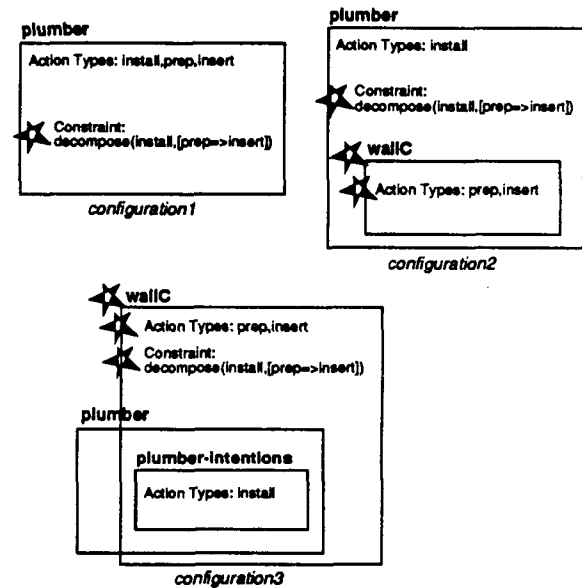 plumber
Action Types: install,prep,insert
Constraint:
decompose(install,[prep=>insert])
configuration1
plumber
Action Types: install
Constraint:
decompose(install,[prep=>insert])
wallC
Action Types: prep,insert
configuration2
wallC
Action Types: prep,insert
Constraint:
decompose(install,[prep=>insert])
plumber
plumber-intentions
Action Types: install
configuration3